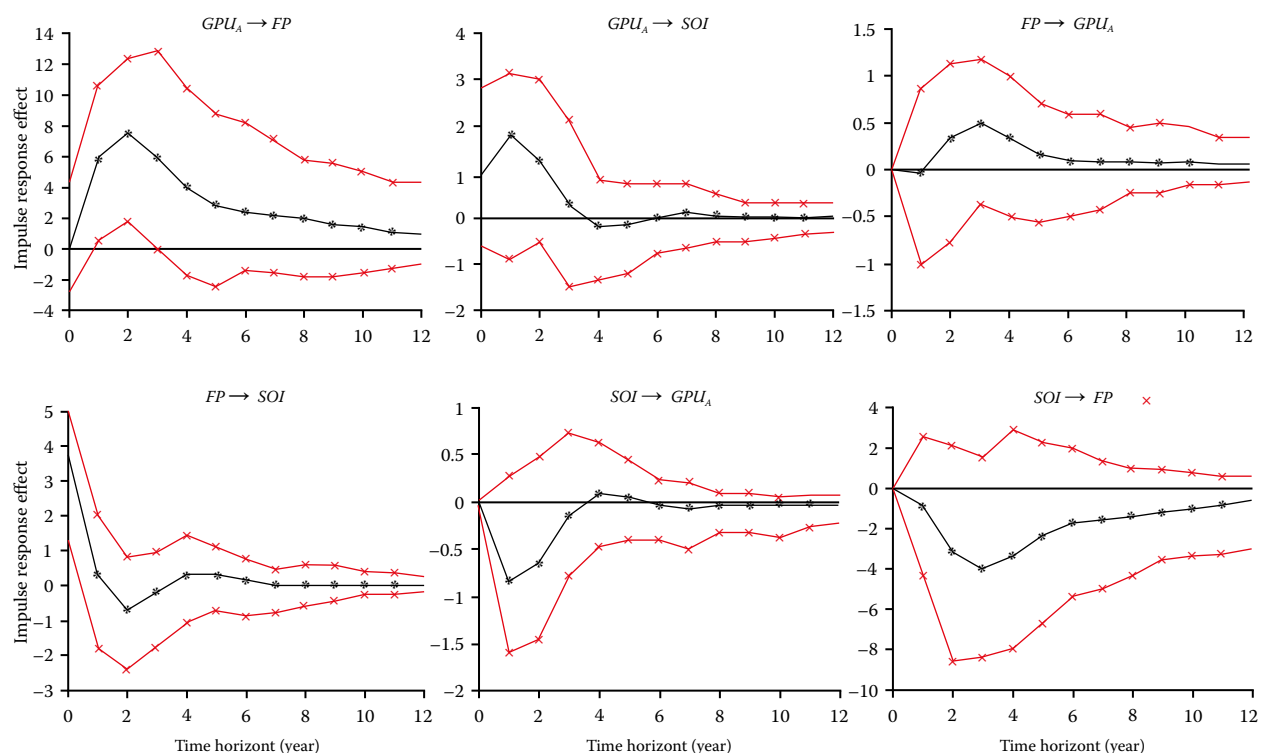 GPU_A → FP
Impulse response effect
14
12
10
8
6
4
2
0
−2
−4
0 2 4 6 8 10 12
GPU_A → SOI
4
3
2
1
0
−1
−2
0 2 4 6 8 10 12
FP → GPU_A
1.5
1
0.5
0
−0.5
−1
−1.5
0 2 4 6 8 10 12
FP → SOI
Impulse response effect
5
4
3
2
1
0
−1
−2
−3
0 2 4 6 8 10 12
Time horizont (year)
SOI → GPU_A
1
0.5
0
−0.5
−1
−1.5
−2
0 2 4 6 8 10 12
Time horizont (year)
SOI → FP
4
2
0
−2
−4
−6
−8
−10
0 2 4 6 8 10 12
Time horizont (year)